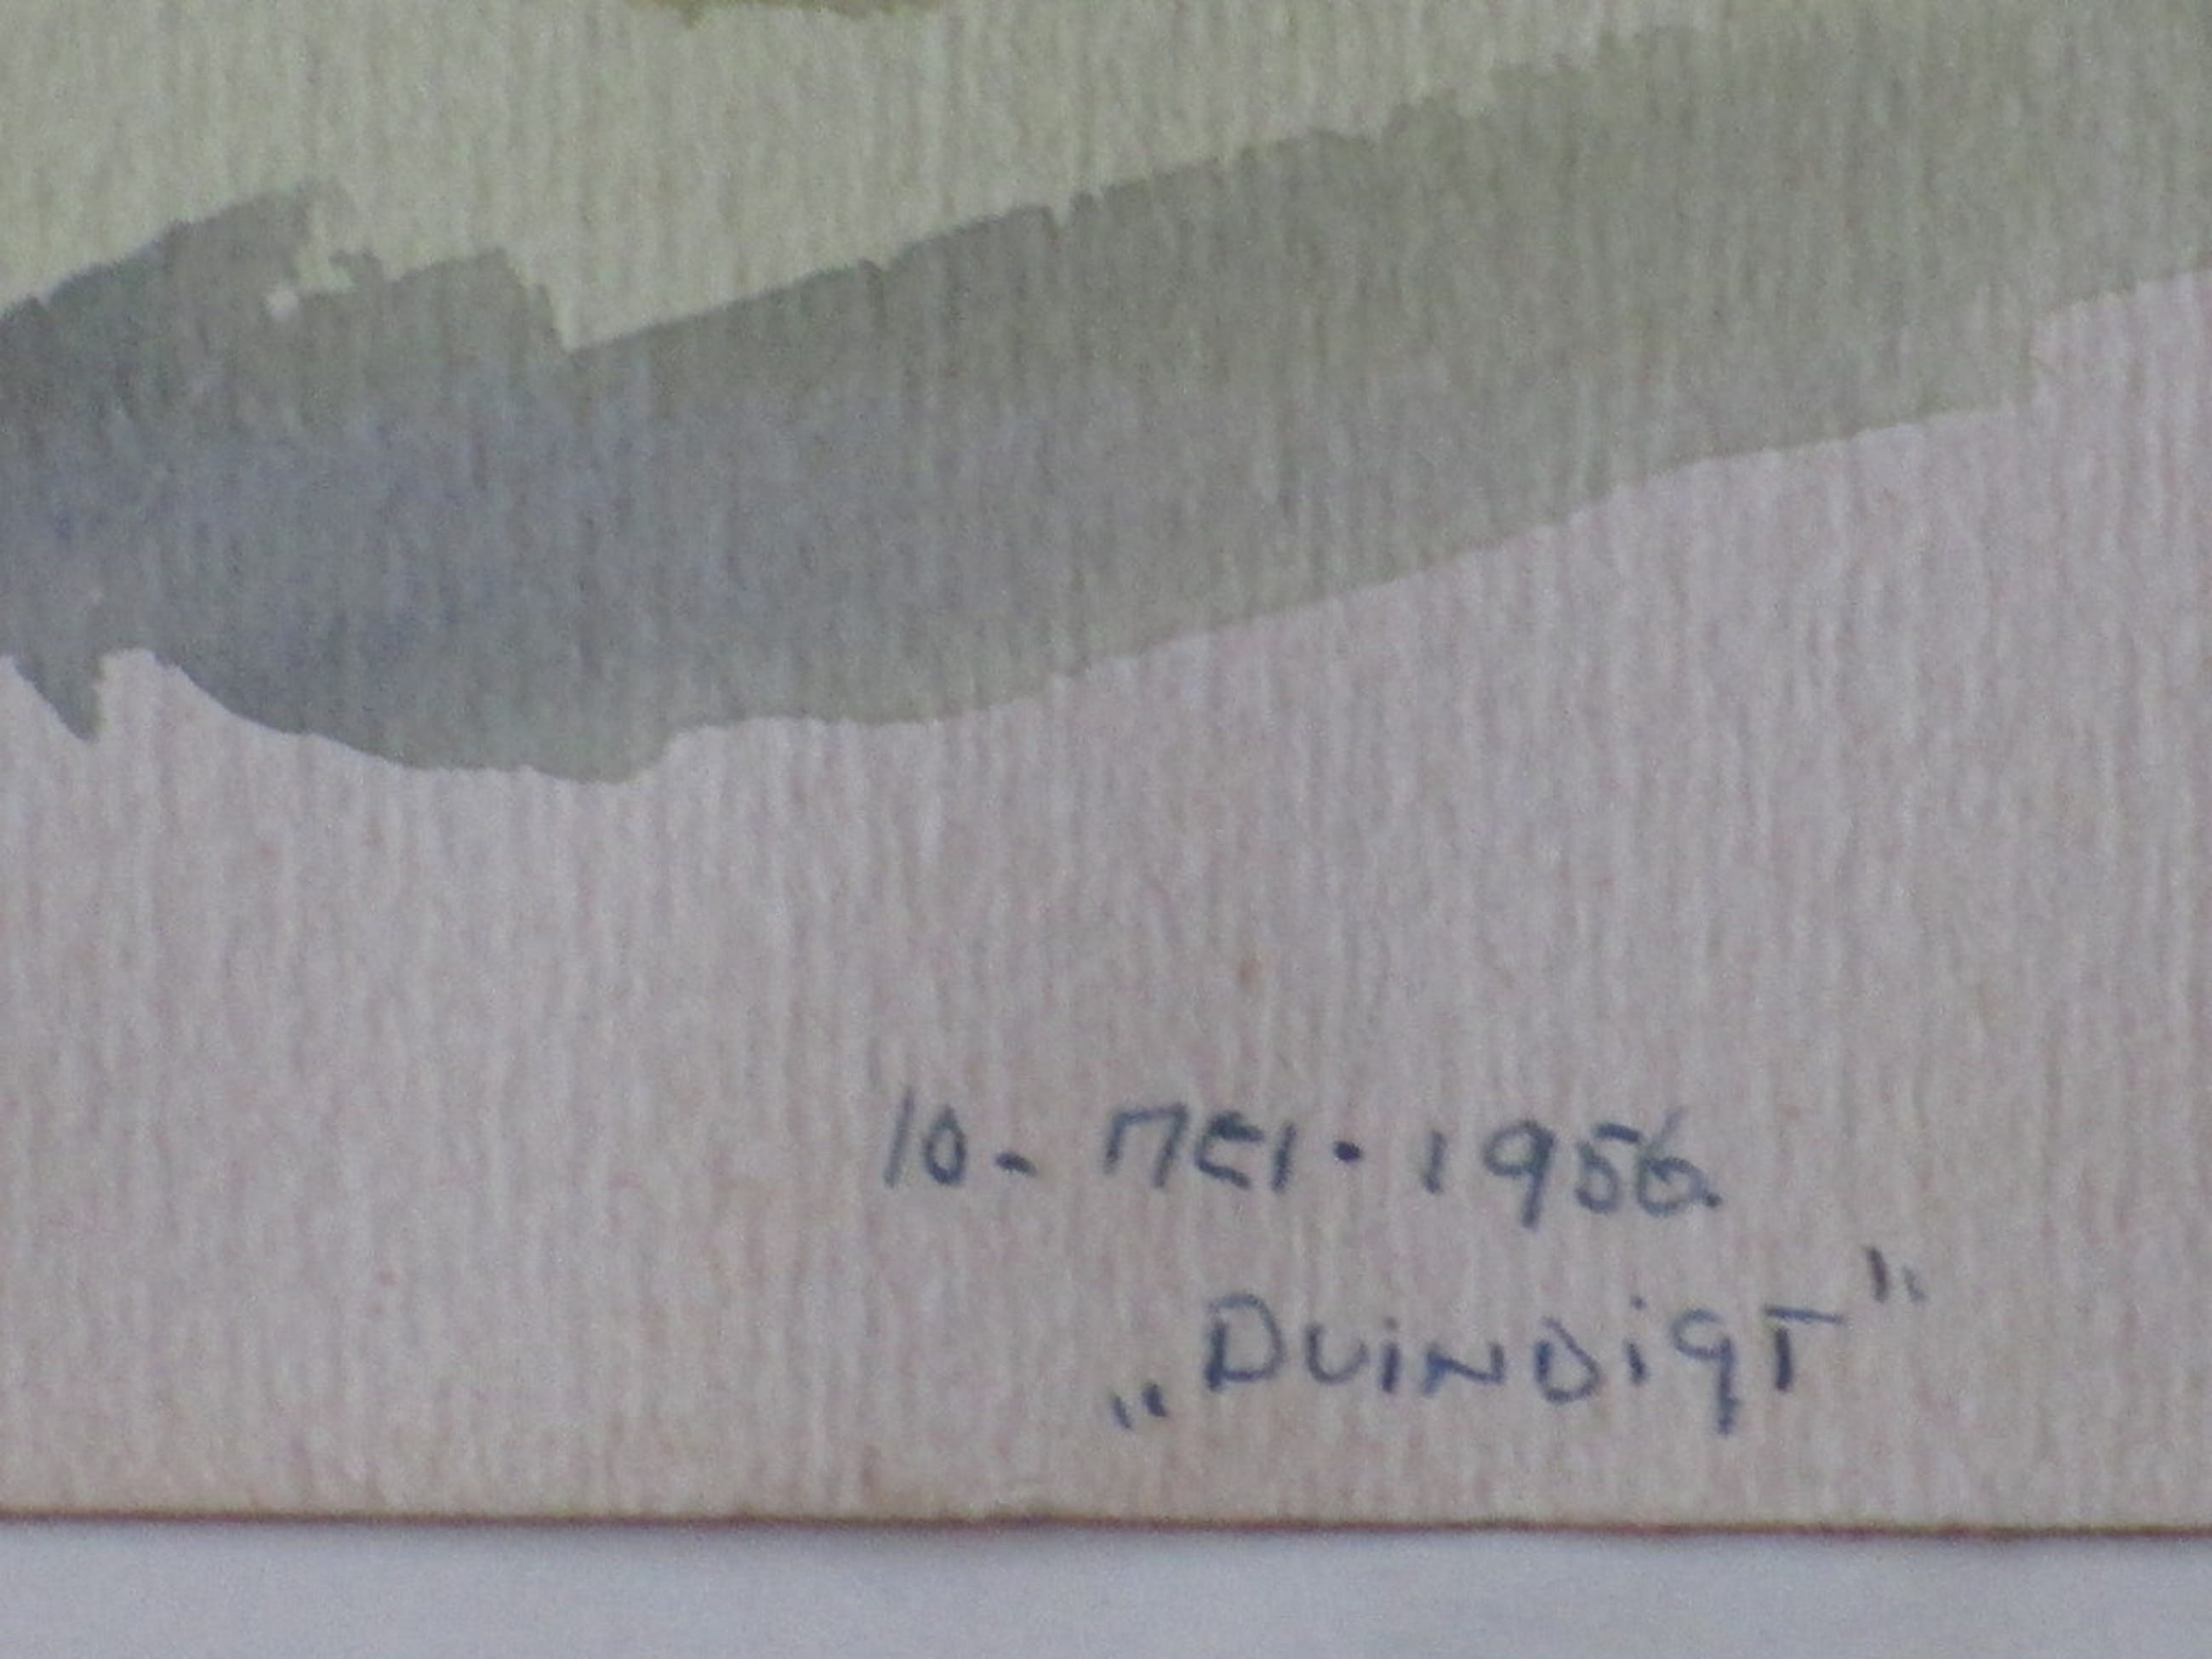 10- MEI · 1956.
„DUiNDigT"